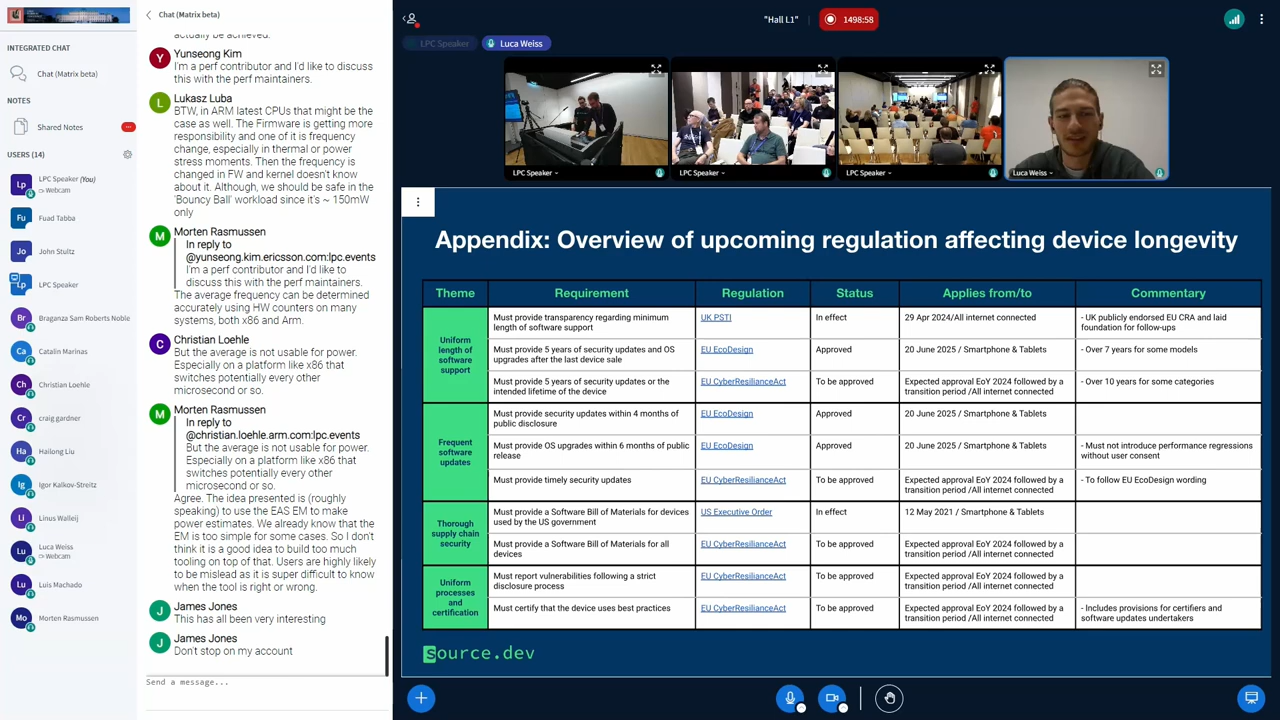 Chat (Matrix beta)
INTEGRATED CHAT
Chat (Matrix beta)
NOTES
Shared Notes
USERS (14)
Lp
LPC Speaker (You)
Webcam
Fu
Fuad Tabba
Jo
John Stultz
Lp
LPC Speaker
Br
Braganza Sam Roberts Noble
Ca
Catalin Marinas
Ch
Christian Loehle
Cr
craig gardner
Ha
Hailong Liu
Ig
Igor Kalkov-Streitz
Li
Linus Walleij
Lu
Luca Weiss
Webcam
Lu
Luis Machado
Mo
Morten Rasmussen
actually be achieved.
Y
Yunseong Kim
I'm a perf contributor and I'd like to discuss
this with the perf maintainers.
L
Lukasz Luba
BTW, in ARM latest CPUs that might be the
case as well. The Firmware is getting more
responsibility and one of it is frequency
change, especially in thermal or power
stress moments. Then the frequency is
changed in FW and kernel doesn't know
about it. Although, we should be safe in the
'Bouncy Ball' workload since it's ~ 150mW
only
M
Morten Rasmussen
In reply to
@yunseong.kim.ericsson.com:lpc.events
I'm a perf contributor and I'd like to
discuss this with the perf maintainers.
The average frequency can be determined
accurately using HW counters on many
systems, both x86 and Arm.
C
Christian Loehle
But the average is not usable for power.
Especially on a platform like x86 that
switches potentially every other
microsecond or so.
M
Morten Rasmussen
In reply to
@christian.loehle.arm.com:lpc.events
But the average is not usable for power.
Especially on a platform like x86 that
switches potentially every other
microsecond or so.
Agree. The idea presented is (roughly
speaking) to use the EAS EM to make
power estimates. We already know that the
EM is too simple for some cases. So I don't
think it is a good idea to build too much
tooling on top of that. Users are highly likely
to be mislead as it is super difficult to know
when the tool is right or wrong.
J
James Jones
This has all been very interesting
J
James Jones
Don't stop on my account
Send a message...
"Hall L1"
1498:58
LPC Speaker
Luca Weiss
LPC Speaker
LPC Speaker
LPC Speaker
Luca Weiss
Appendix: Overview of upcoming regulation affecting device longevity
Theme
Requirement
Regulation
Status
Applies from/to
Commentary
Uniform
length of
software
support
Must provide transparency regarding minimum
length of software support
UK PSTI
In effect
29 Apr 2024/All internet connected
- UK publicly endorsed EU CRA and laid
foundation for follow-ups
Must provide 5 years of security updates and OS
upgrades after the last device sale
EU EcoDesign
Approved
20 June 2025 / Smartphone & Tablets
- Over 7 years for some models
Must provide 5 years of security updates or the
intended lifetime of the device
EU CyberResilianceAct
To be approved
Expected approval EoY 2024 followed by a
transition period /All internet connected
- Over 10 years for some categories
Frequent
software
updates
Must provide security updates within 4 months of
public disclosure
EU EcoDesign
Approved
20 June 2025 / Smartphone & Tablets
Must provide OS upgrades within 6 months of public
release
EU EcoDesign
Approved
20 June 2025 / Smartphone & Tablets
- Must not introduce performance regressions
without user consent
Must provide timely security updates
EU CyberResilianceAct
To be approved
Expected approval EoY 2024 followed by a
transition period /All internet connected
- To follow EU EcoDesign wording
Thorough
supply chain
security
Must provide a Software Bill of Materials for devices
used by the US government
US Executive Order
In effect
12 May 2021 / Smartphone & Tablets
Must provide a Software Bill of Materials for all
devices
EU CyberResilianceAct
To be approved
Expected approval EoY 2024 followed by a
transition period /All internet connected
Uniform
processes
and
certification
Must report vulnerabilities following a strict
disclosure process
EU CyberResilianceAct
To be approved
Expected approval EoY 2024 followed by a
transition period /All internet connected
Must certify that the device uses best practices
EU CyberResilianceAct
To be approved
Expected approval EoY 2024 followed by a
transition period /All internet connected
- Includes provisions for certifiers and
software updates undertakers
source.dev